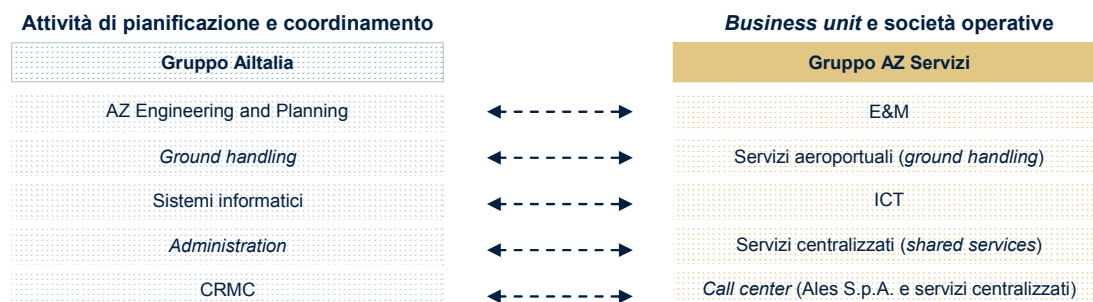 Attività di pianificazione e coordinamento
Business unit e società operative
Gruppo AiItalia
Gruppo AZ Servizi
AZ Engineering and Planning
E&M
Ground handling
Servizi aeroportuali (ground handling)
Sistemi informatici
ICT
Administration
Servizi centralizzati (shared services)
CRMC
Call center (Ales S.p.A. e servizi centralizzati)